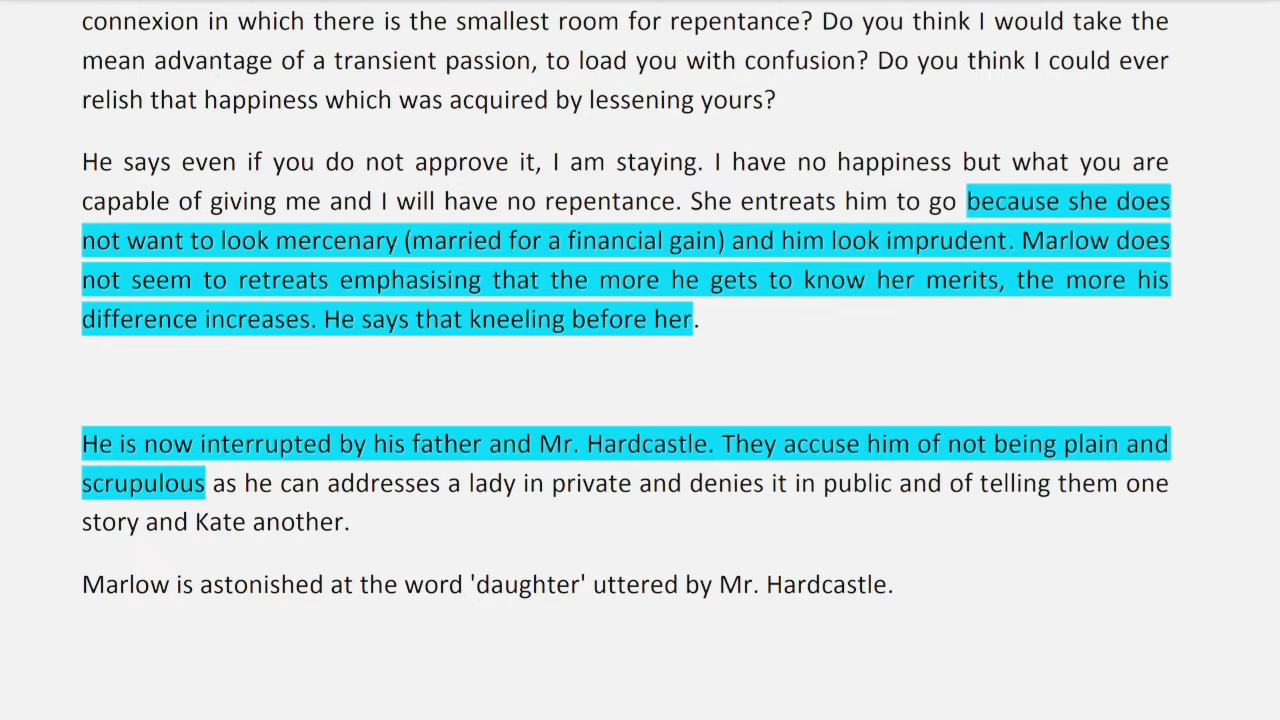 connexion in which there is the smallest room for repentance? Do you think I would take the
mean advantage of a transient passion, to load you with confusion? Do you think I could ever
relish that happiness which was acquired by lessening yours?
He says even if you do not approve it, I am staying. I have no happiness but what you are
capable of giving me and I will have no repentance. She entreats him to go because she does
not want to look mercenary (married for a financial gain) and him look imprudent. Marlow does
not seem to retreats emphasising that the more he gets to know her merits, the more his
difference increases. He says that kneeling before her.
He is now interrupted by his father and Mr. Hardcastle. They accuse him of not being plain and
scrupulous as he can addresses a lady in private and denies it in public and of telling them one
story and Kate another.
Marlow is astonished at the word 'daughter' uttered by Mr. Hardcastle.